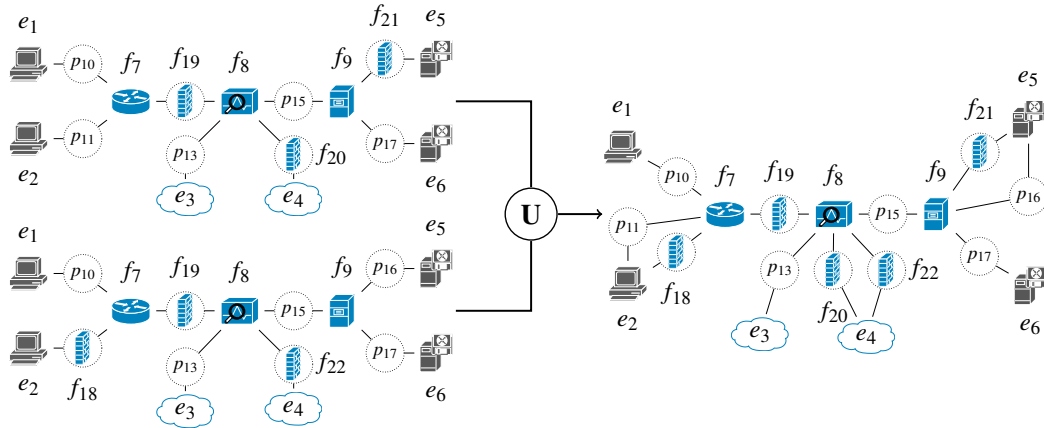 e1 f21 e5
p10 f7 f19 f8 f9
p11 p15
p13 f20 p17
e2 e3 e4 e6
U
e1 e5
p10 f7 f19 f8 f9 p16
p15
p13 f22 p17
e2 f18 e3 e4 e6
e1 f21 e5
p10 f7 f19 f8 f9 p16
p11 p15
f18 p13 f22 p17
e2 e3 f20 e4 e6